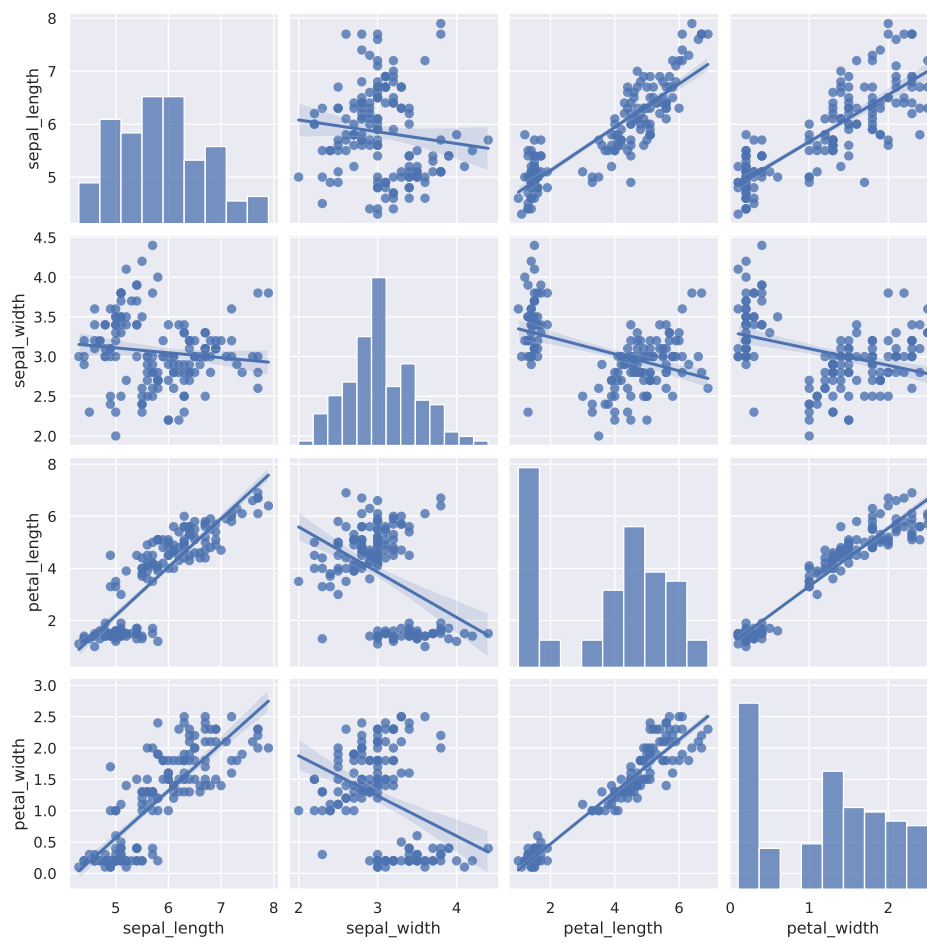 8
7
6
5
sepal_length
4.5
4.0
3.5
3.0
2.5
2.0
sepal_width
8
6
4
2
petal_length
3.0
2.5
2.0
1.5
1.0
0.5
0.0
petal_width
5 6 7 8
2 3 4
2 4 6
0 1 2
sepal_length
sepal_width
petal_length
petal_width